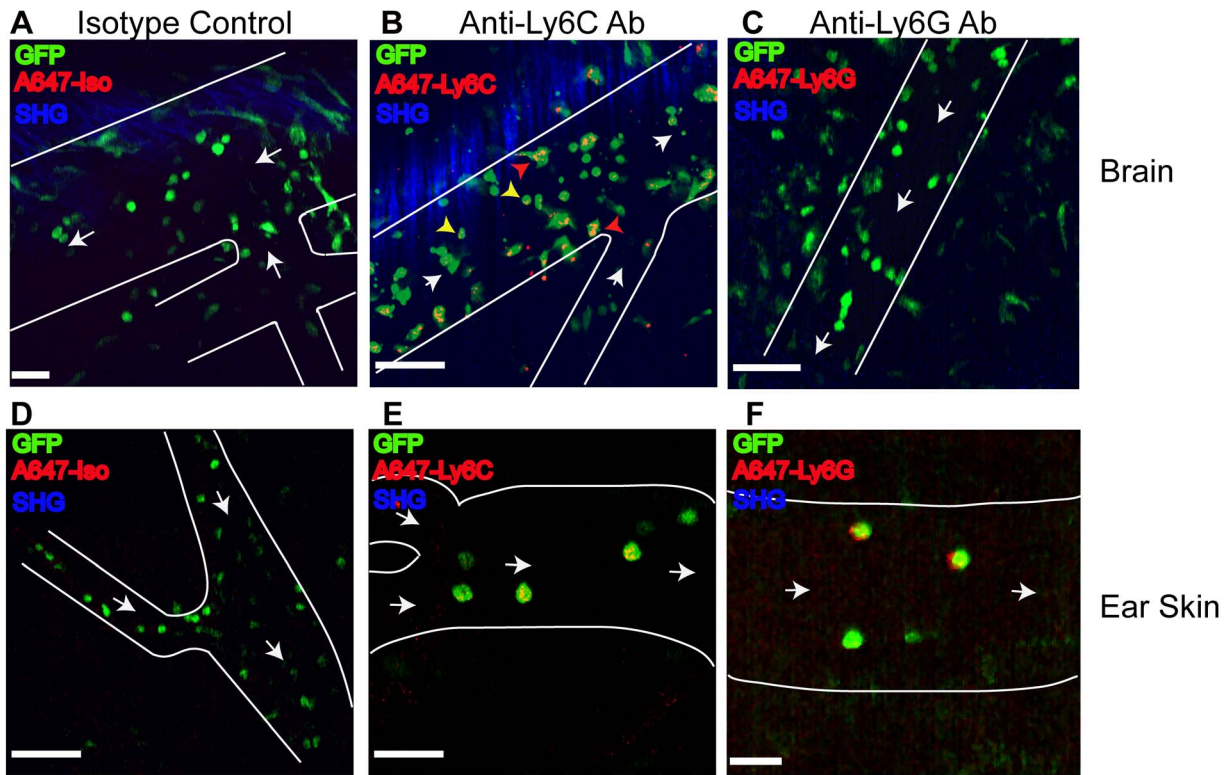 A Isotype Control
B Anti-Ly6C Ab
C Anti-Ly6G Ab
GFP
A647-Iso
SHG
GFP
A647-Ly6C
SHG
GFP
A647-Ly6G
SHG
Brain
D
GFP
A647-Iso
SHG
E
GFP
A647-Ly6C
SHG
F
GFP
A647-Ly6G
SHG
Ear Skin